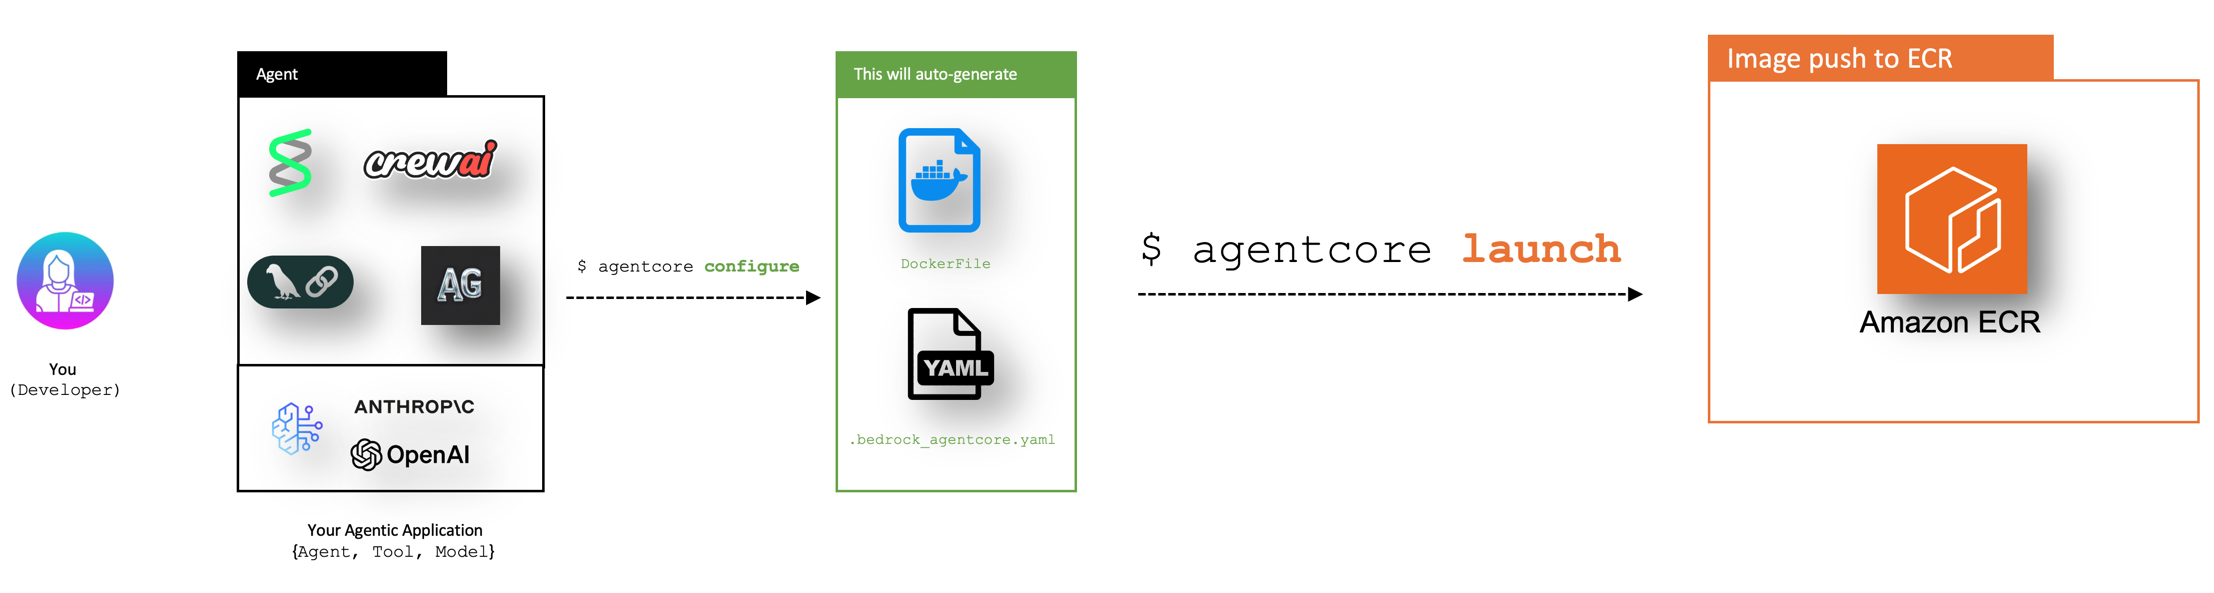 Agent
crewai
AG
ANTHROP\C
OpenAI
You
(Developer)
Your Agentic Application
{Agent, Tool, Model}
$ agentcore configure
This will auto-generate
DockerFile
YAML
.bedrock_agentcore.yaml
$ agentcore launch
Image push to ECR
Amazon ECR